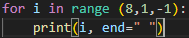 for i in range (8,1,-1):
    print(i, end=" ")